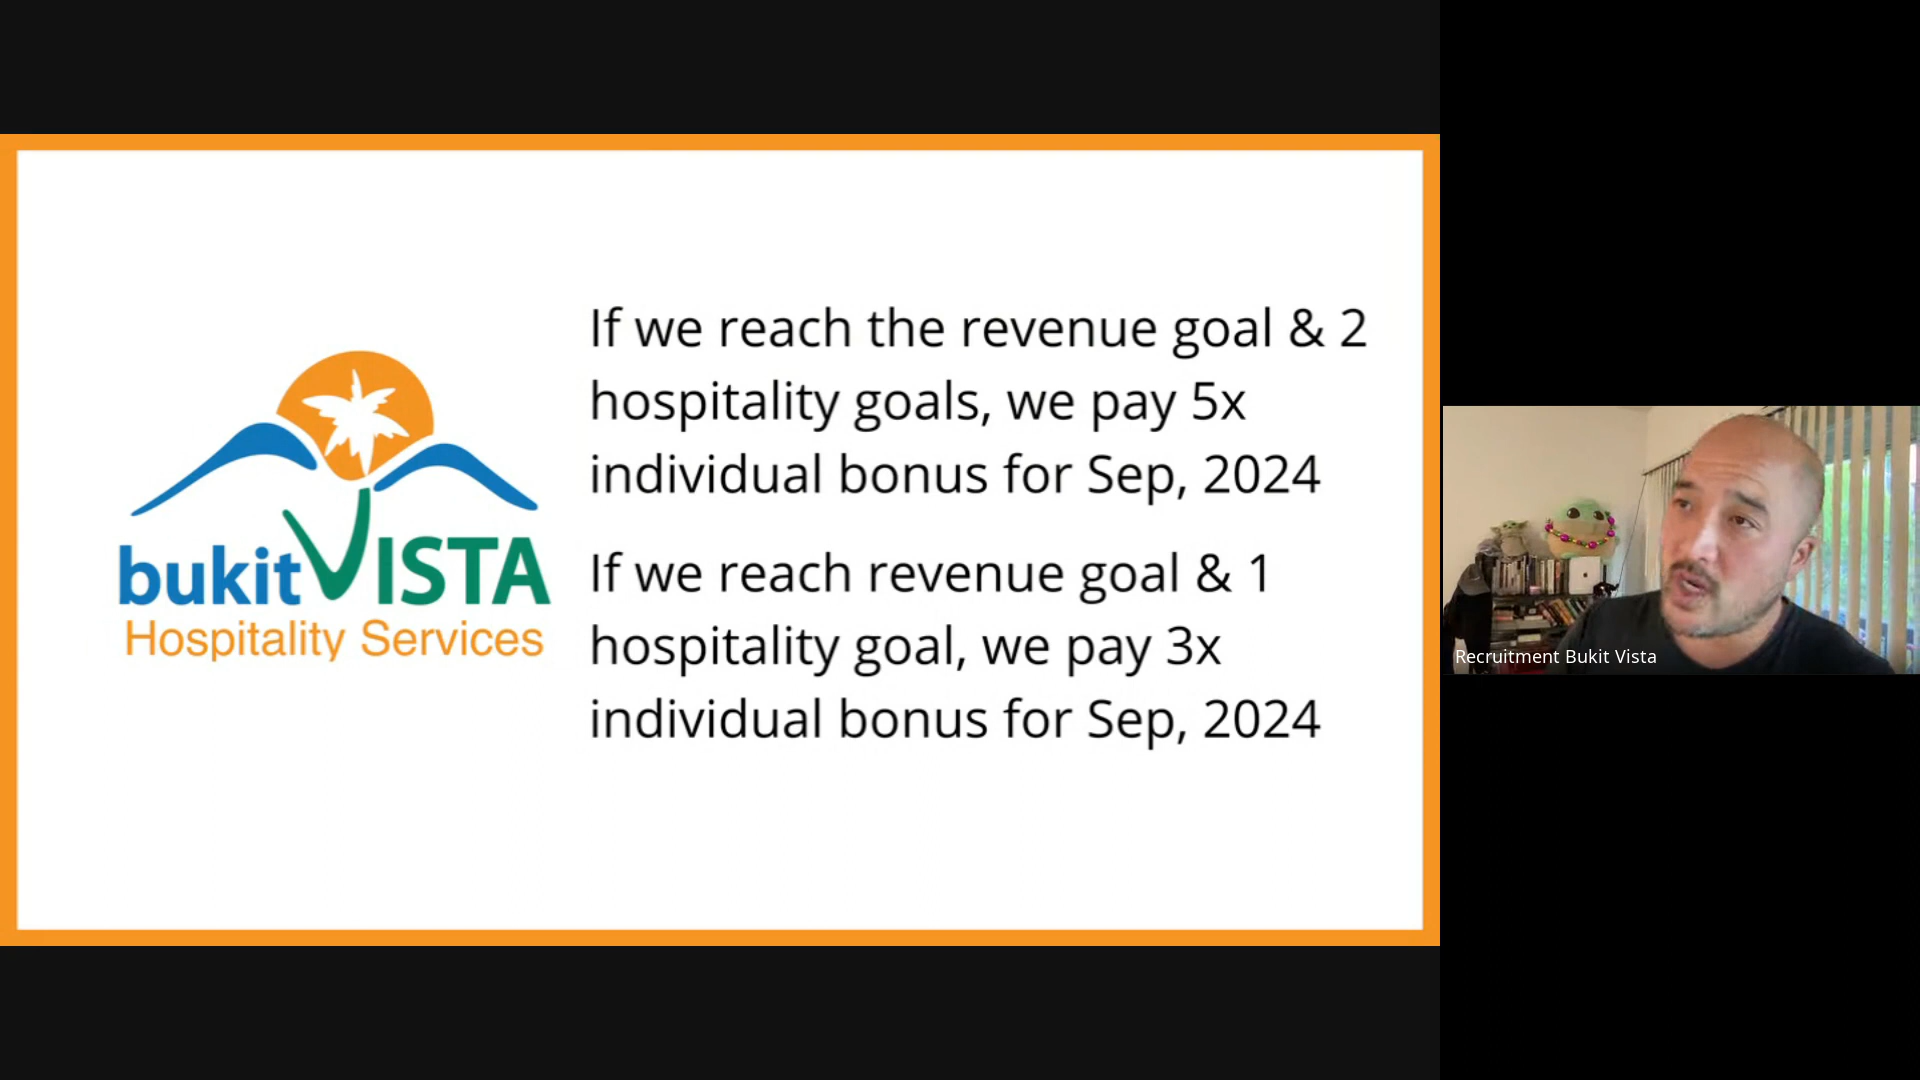 If we reach the revenue goal & 2
hospitality goals, we pay 5x
individual bonus for Sep, 2024
If we reach revenue goal & 1
hospitality goal, we pay 3x
individual bonus for Sep, 2024
bukit VISTA
Hospitality Services
Recruitment Bukit Vista